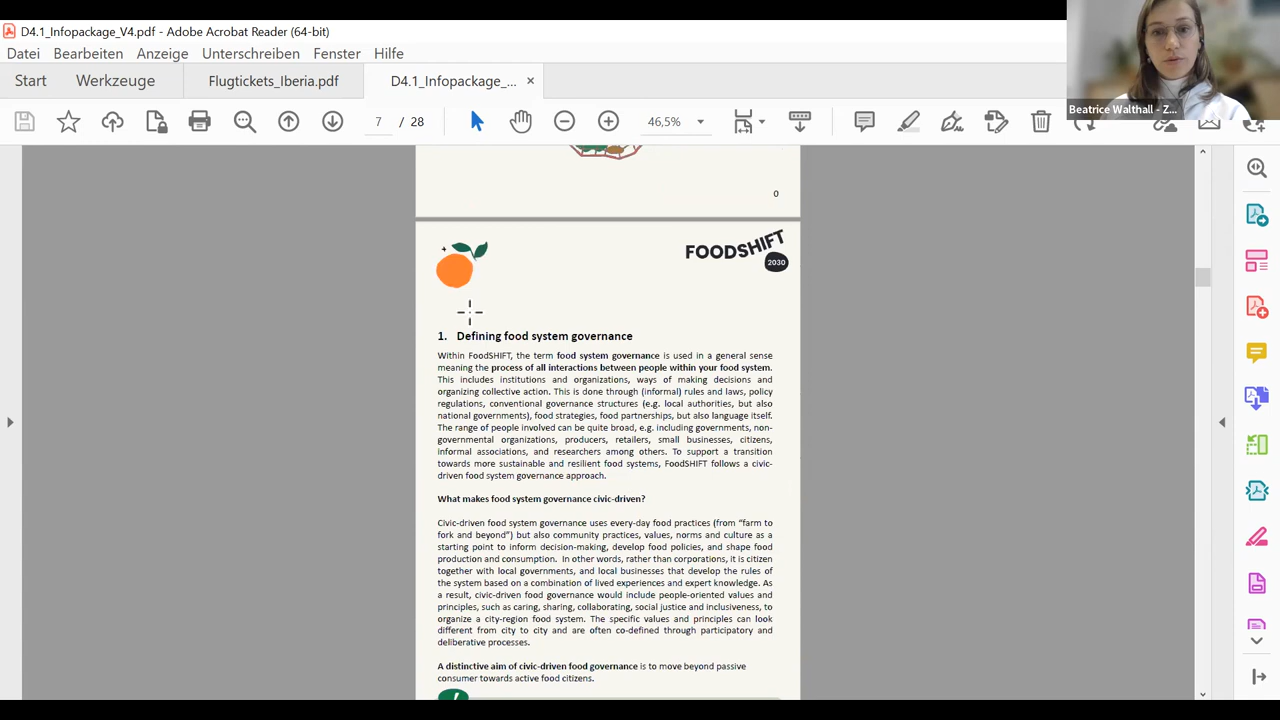 D4.1_Infopackage_V4.pdf - Adobe Acrobat Reader (64-bit)
Datei Bearbeiten Anzeige Unterschreiben Fenster Hilfe
Start Werkzeuge Flugtickets_Iberia.pdf D4.1_Infopackage_... ×
Beatrice Walthall - Z...
7 / 28 46,5%
0
FOODSHIFT
2030
1. Defining food system governance
Within FoodSHIFT, the term food system governance is used in a general sense
meaning the process of all interactions between people within your food system.
This includes institutions and organizations, ways of making decisions and
organizing collective action. This is done through (informal) rules and laws, policy
regulations, conventional governance structures (e.g. local authorities, but also
national governments), food strategies, food partnerships, but also language itself.
The range of people involved can be quite broad, e.g. including governments, non-
governmental organizations, producers, retailers, small businesses, citizens,
informal associations, and researchers among others. To support a transition
towards more sustainable and resilient food systems, FoodSHIFT follows a civic-
driven food system governance approach.
What makes food system governance civic-driven?
Civic-driven food system governance uses every-day food practices (from “farm to
fork and beyond”) but also community practices, values, norms and culture as a
starting point to inform decision-making, develop food policies, and shape food
production and consumption. In other words, rather than corporations, it is citizen
together with local governments, and local businesses that develop the rules of
the system based on a combination of lived experiences and expert knowledge. As
a result, civic-driven food governance would include people-oriented values and
principles, such as caring, sharing, collaborating, social justice and inclusiveness, to
organize a city-region food system. The specific values and principles can look
different from city to city and are often co-defined through participatory and
deliberative processes.
A distinctive aim of civic-driven food governance is to move beyond passive
consumer towards active food citizens.